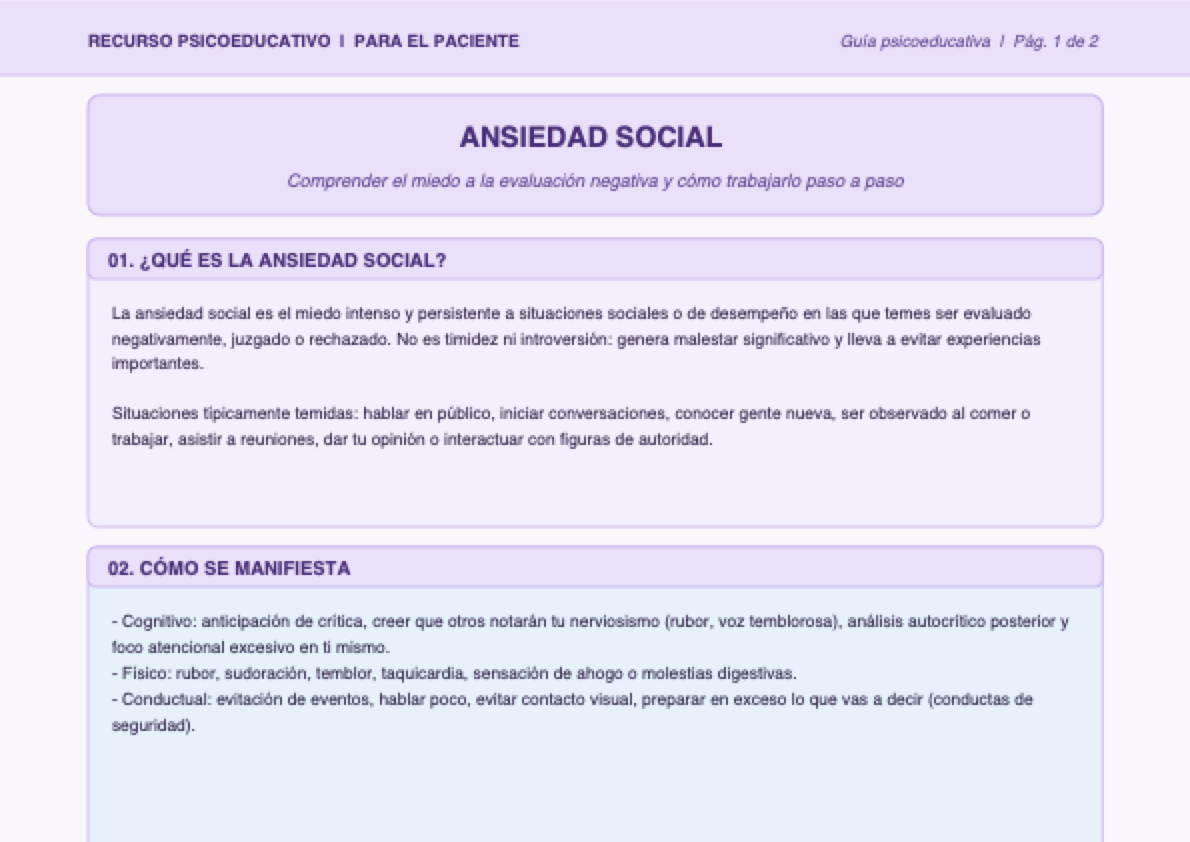 RECURSO PSICOEDUCATIVO | PARA EL PACIENTE
Guía psicoeducativa | Pág. 1 de 2
ANSIEDAD SOCIAL
Comprender el miedo a la evaluación negativa y cómo trabajarlo paso a paso
01. ¿QUÉ ES LA ANSIEDAD SOCIAL?
La ansiedad social es el miedo intenso y persistente a situaciones sociales o de desempeño en las que temes ser evaluado
negativamente, juzgado o rechazado. No es timidez ni introversión: genera malestar significativo y lleva a evitar experiencias
importantes.
Situaciones típicamente temidas: hablar en público, iniciar conversaciones, conocer gente nueva, ser observado al comer o
trabajar, asistir a reuniones, dar tu opinión o interactuar con figuras de autoridad.
02. CÓMO SE MANIFIESTA
- Cognitivo: anticipación de crítica, creer que otros notarán tu nerviosismo (rubor, voz temblorosa), análisis autocrítico posterior y
foco atencional excesivo en ti mismo.
- Físico: rubor, sudoración, temblor, taquicardia, sensación de ahogo o molestias digestivas.
- Conductual: evitación de eventos, hablar poco, evitar contacto visual, preparar en exceso lo que vas a decir (conductas de
seguridad).